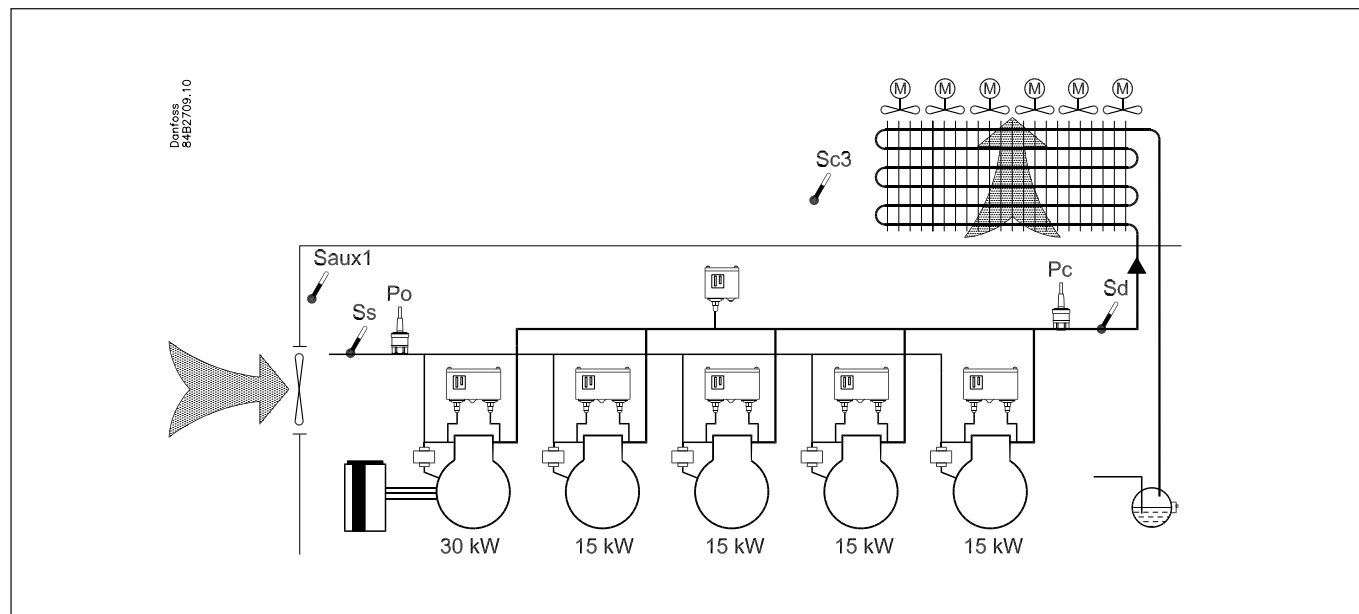 Danfoss
84B2709.10
M M M M M M
Sc3
Saux1
Ss
Po
Pc
Sd
30 kW 15 kW 15 kW 15 kW 15 kW